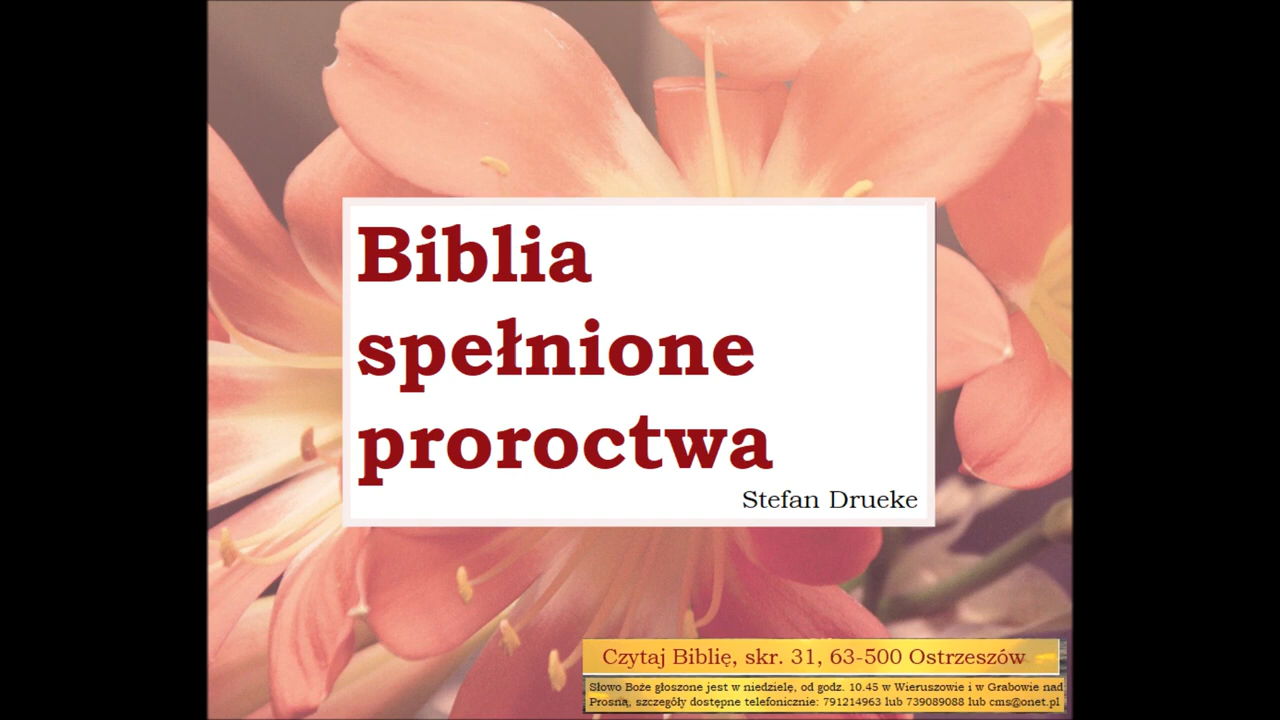 Biblia
spełnione
proroctwa
Stefan Drueke
Czytaj Biblię, skr. 31, 63-500 Ostrzeszów
Słowo Boże głoszone jest w niedzielę, od godz. 10.45 w Wieruszowie i w Grabowie nad
Prosną, szczegóły dostępne telefonicznie: 791214963 lub 739089088 lub cms@onet.pl